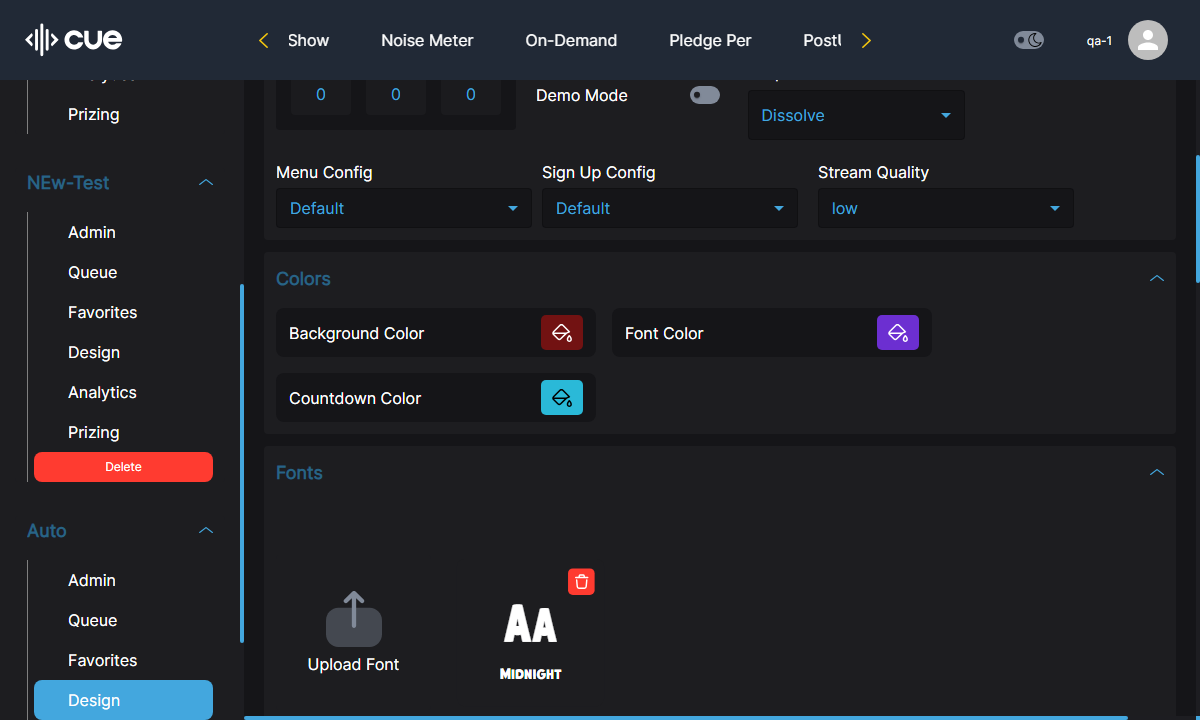 cue
Show
Noise Meter
On-Demand
Pledge Per
qa-1
Prizing
NEw-Test
Admin
Queue
Favorites
Design
Analytics
Prizing
Delete
Auto
Admin
Queue
Favorites
Design
0
0
0
Demo Mode
Dissolve
Menu Config
Sign Up Config
Stream Quality
Default
Default
low
Colors
Background Color
Font Color
Countdown Color
Fonts
Upload Font
AA
MIDNIGHT